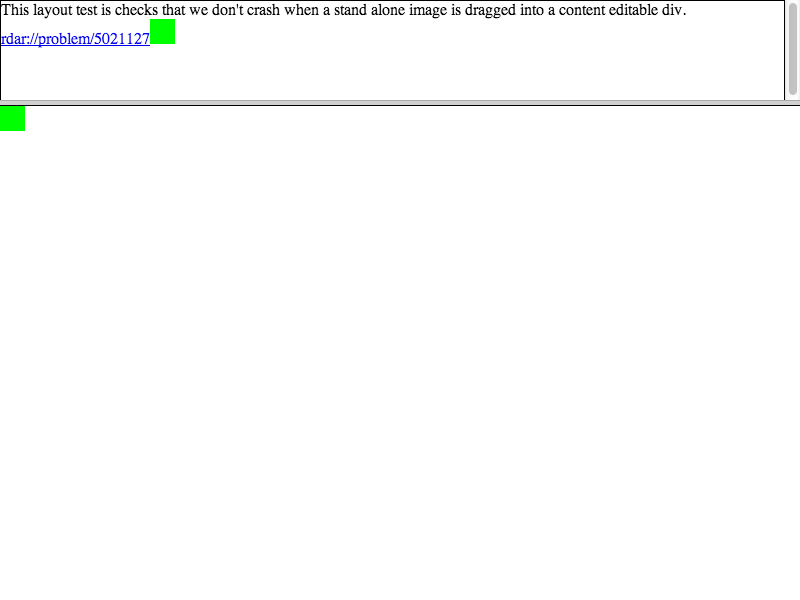 This layout test is checks that we don't crash when a stand alone image is dragged into a content editable div.
rdar://problem/5021127